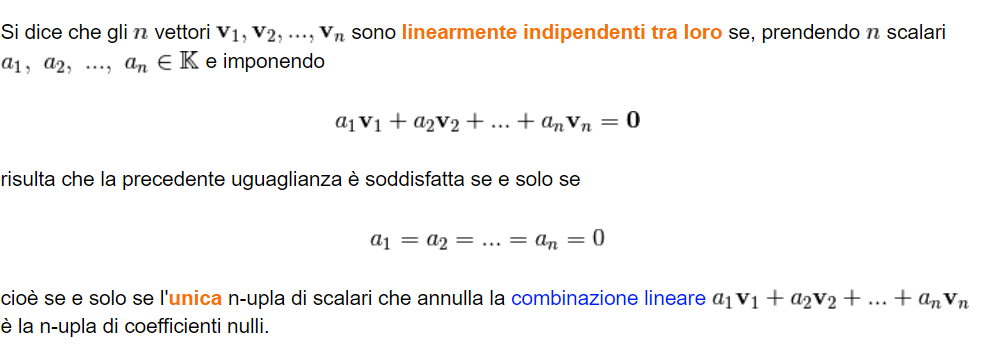 Si dice che gli n vettori v₁, v₂, ..., vₙ sono linearmente indipendenti tra loro se, prendendo n scalari
a₁, a₂, ..., aₙ ∈ 𝕂 e imponendo
a₁v₁ + a₂v₂ + ... + aₙvₙ = 0
risulta che la precedente uguaglianza è soddisfatta se e solo se
a₁ = a₂ = ... = aₙ = 0
cioè se e solo se l'unica n-upla di scalari che annulla la combinazione lineare a₁v₁ + a₂v₂ + ... + aₙvₙ
è la n-upla di coefficienti nulli.